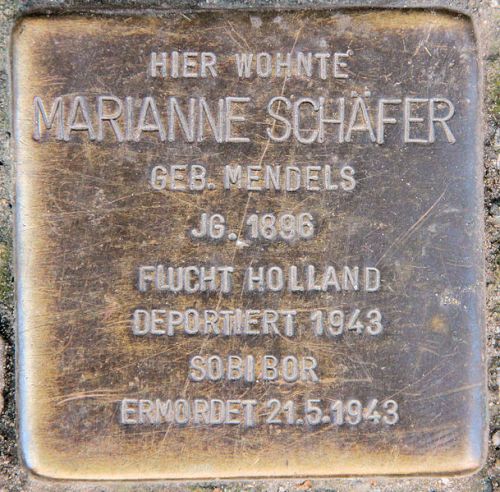 HIER WOHNTE
MARIANNE SCHÄFER
GEB. MENDELS
JG. 1896
FLUCHT HOLLAND
DEPORTIERT 1943
SOBIBOR
ERMORDET 21.5.1943